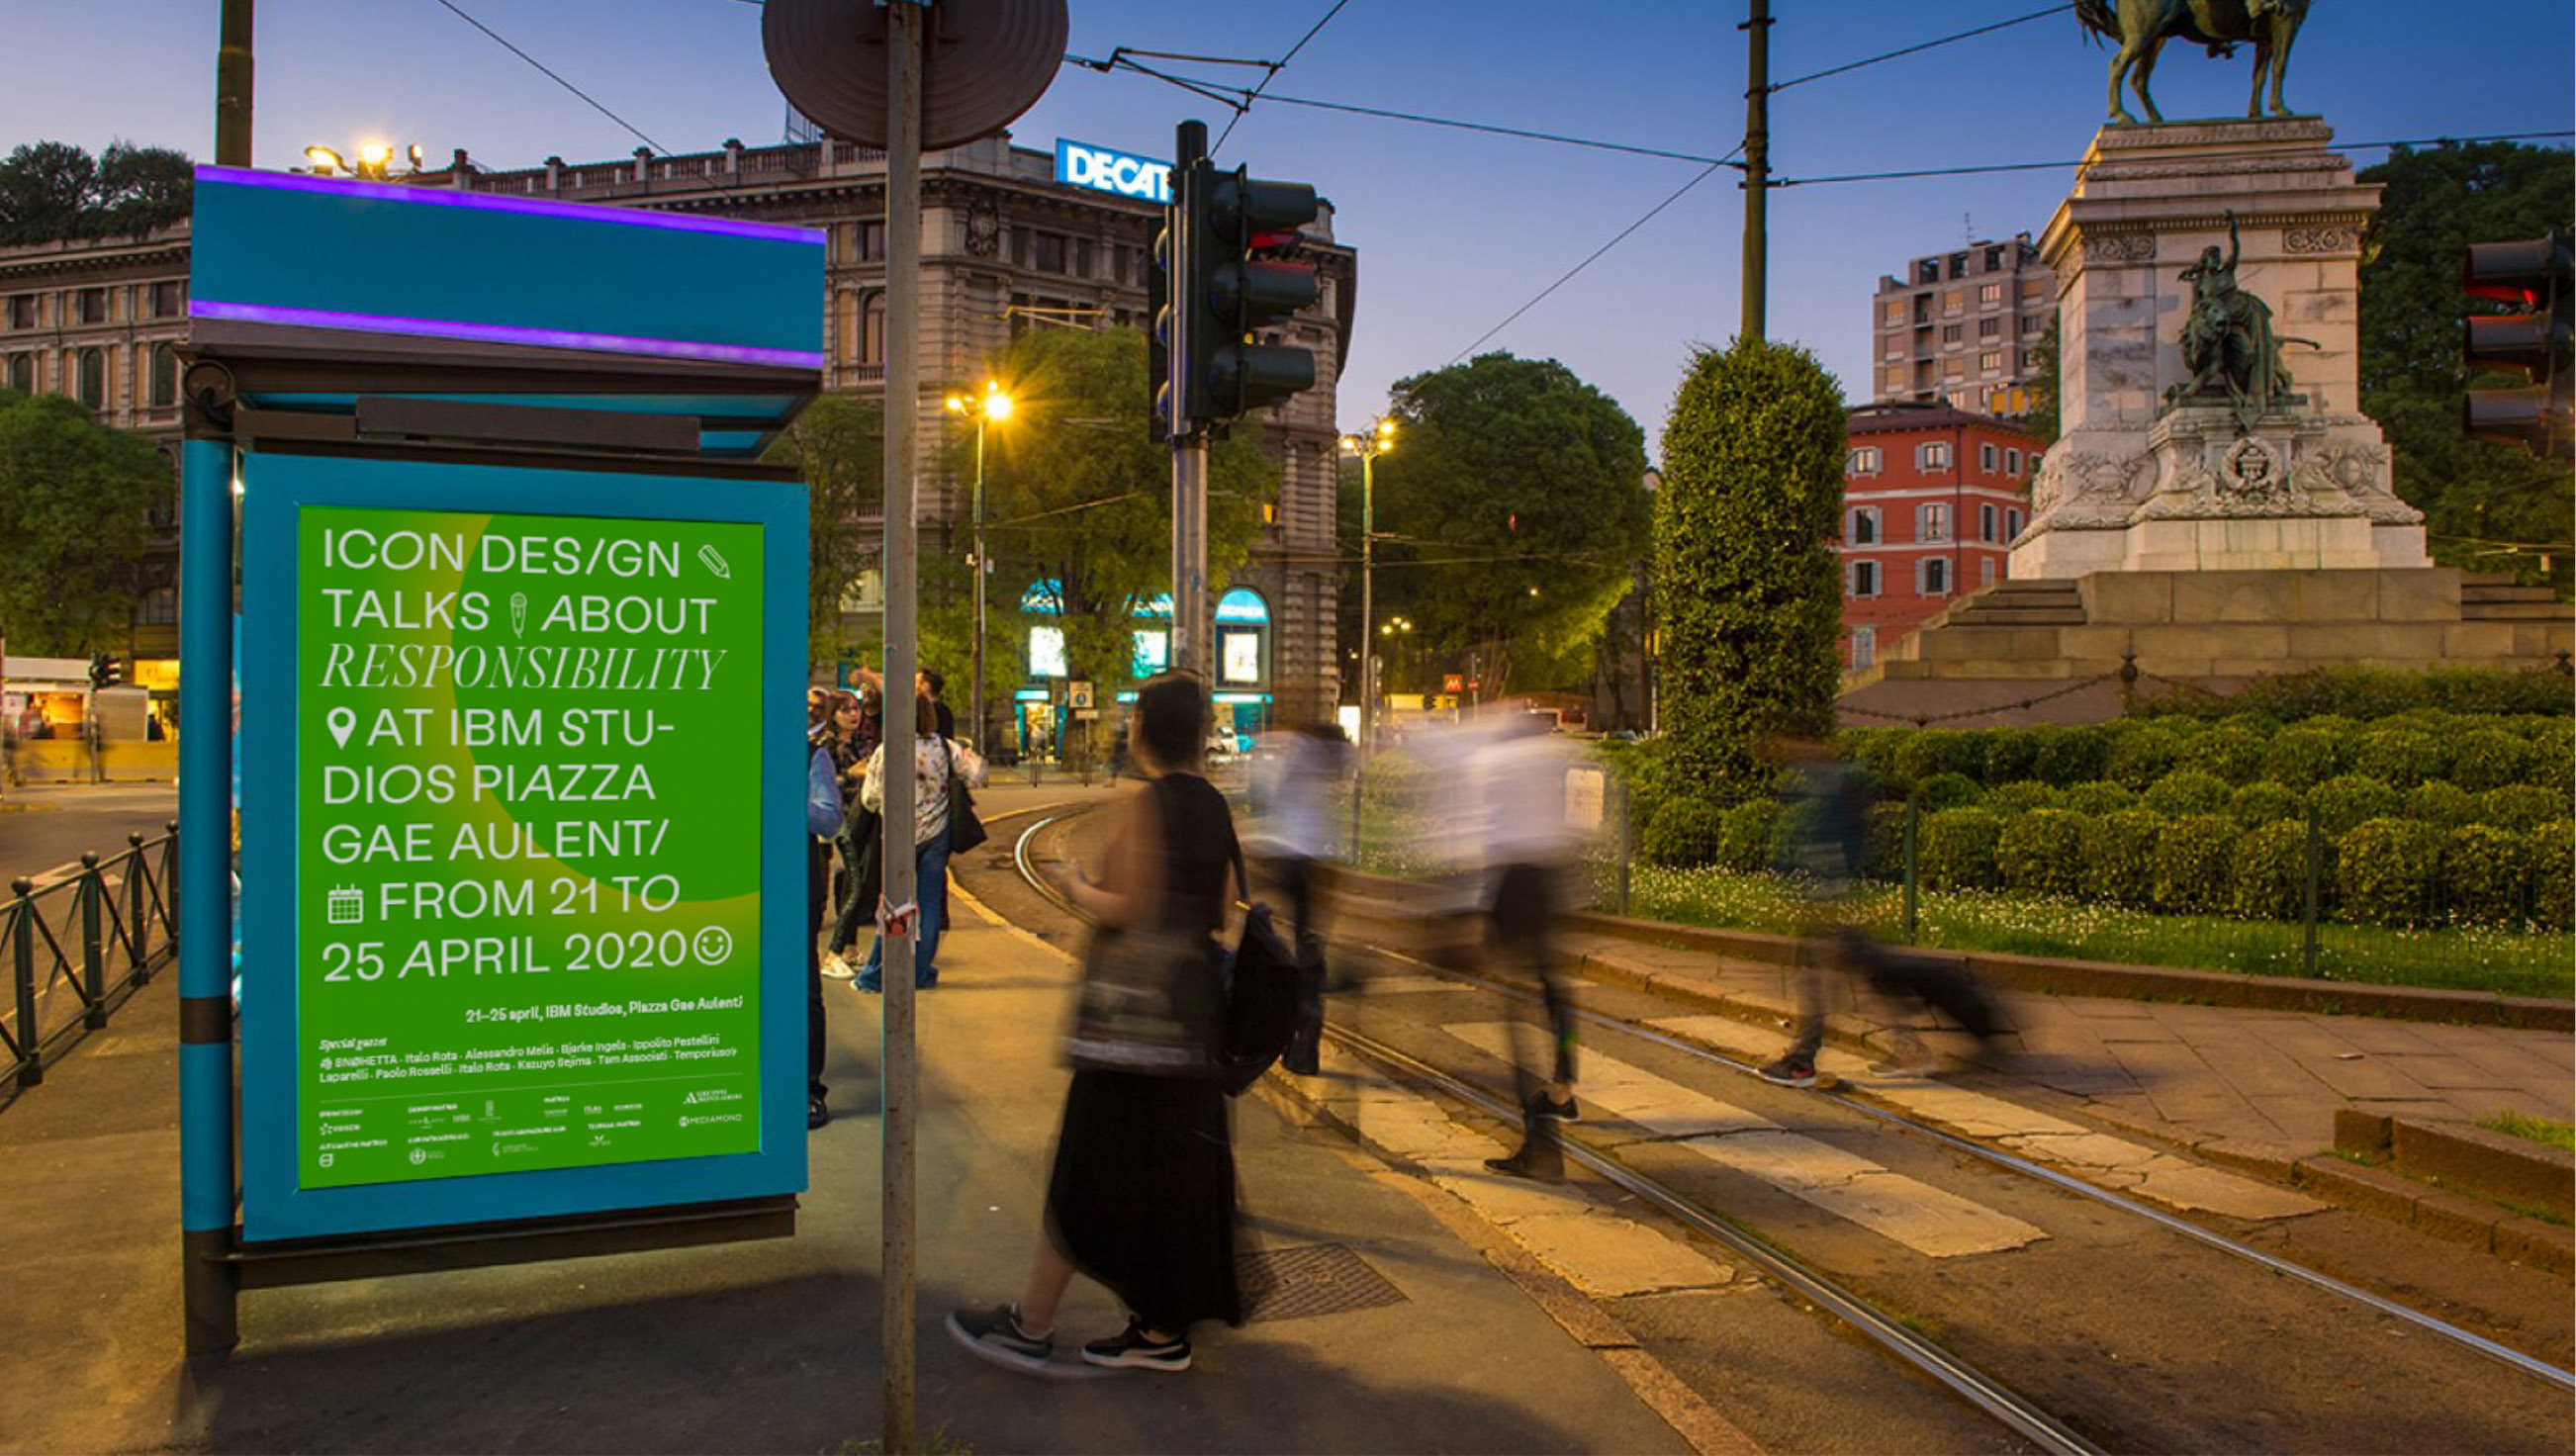 DECAT
ICON DES/GN
TALKS ABOUT
RESPONSIBILITY
AT IBM STU-
DIOS PIAZZA
GAE AULENT/
FROM 21 TO
25 APRIL 2020
21–25 april, IBM Studios, Piazza Gae Aulenti
Special guests
SNØHETTA - Italo Rota - Alessandro Melis - Bjarke Ingels - Ippolito Pestellini
Laparelli - Paolo Rosselli - Italo Rota - Kazuyo Sejima - Tam Associati - Temporiuso
MEDIAMOND
M